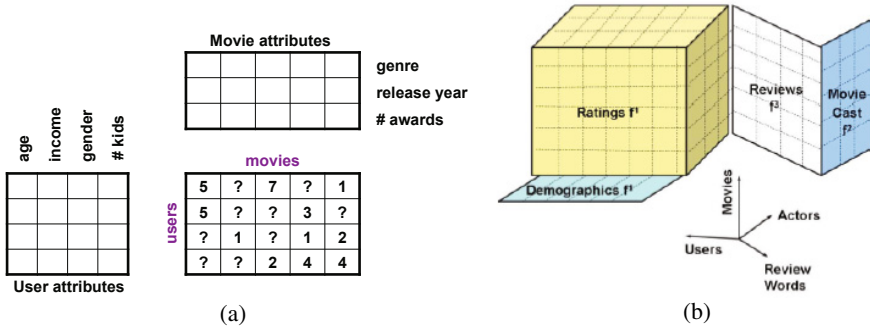 Movie attributes
genre
release year
# awards
age
income
gender
# kids
User attributes
movies
users
5 ? 7 ? 1
5 ? ? 3 ?
? 1 ? 1 2
? ? 2 4 4
(a)
Ratings f¹
Reviews
f³
Movie
Cast
f²
Demographics f¹
Movies
Actors
Users
Review
Words
(b)